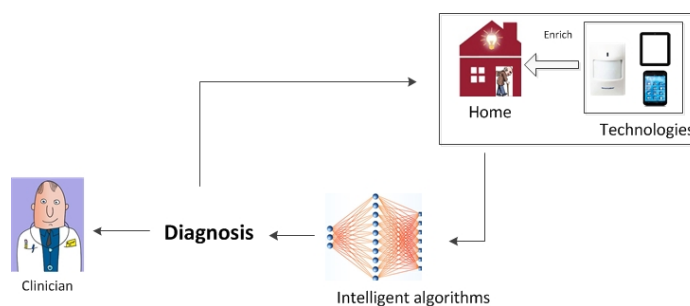 Enrich
Home
Technologies
Diagnosis
Clinician
Intelligent algorithms